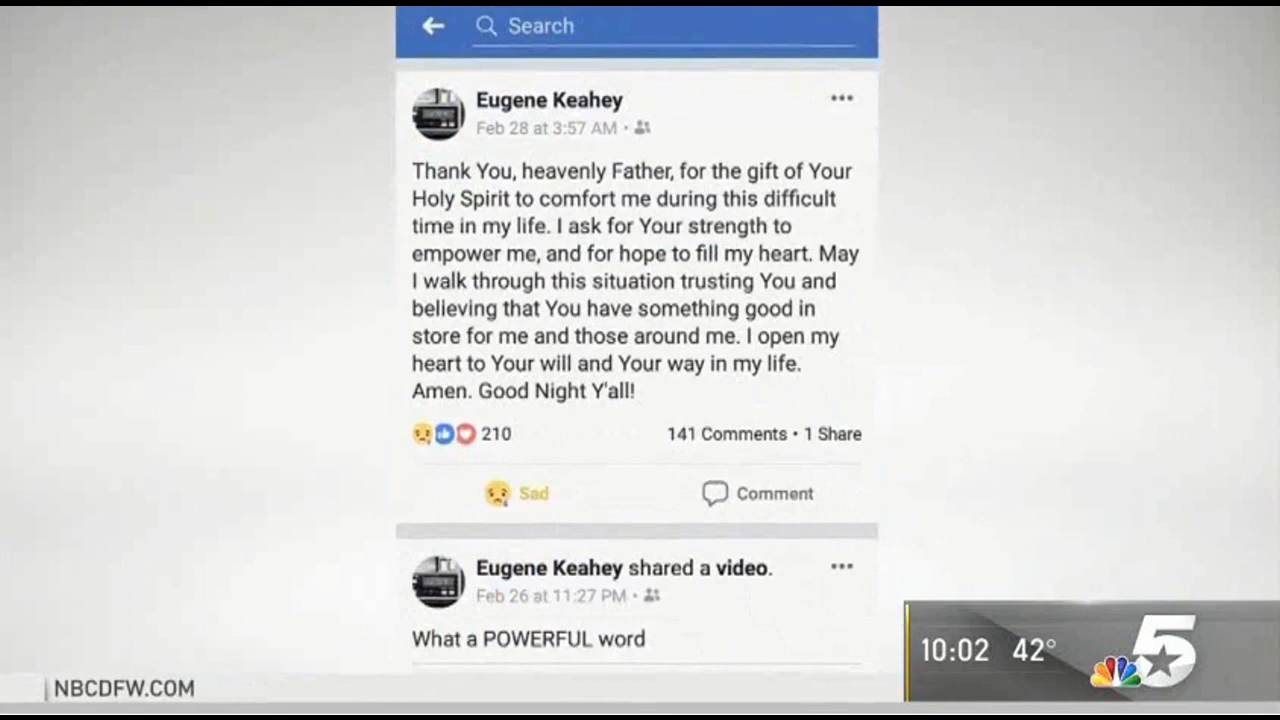 Search
Eugene Keahey
Feb 28 at 3:57 AM •
Thank You, heavenly Father, for the gift of Your
Holy Spirit to comfort me during this difficult
time in my life. I ask for Your strength to
empower me, and for hope to fill my heart. May
I walk through this situation trusting You and
believing that You have something good in
store for me and those around me. I open my
heart to Your will and Your way in my life.
Amen. Good Night Y'all!
210
141 Comments • 1 Share
Sad
Comment
Eugene Keahey shared a video.
Feb 26 at 11:27 PM •
What a POWERFUL word
10:02 42° 5
NBCDFW.COM